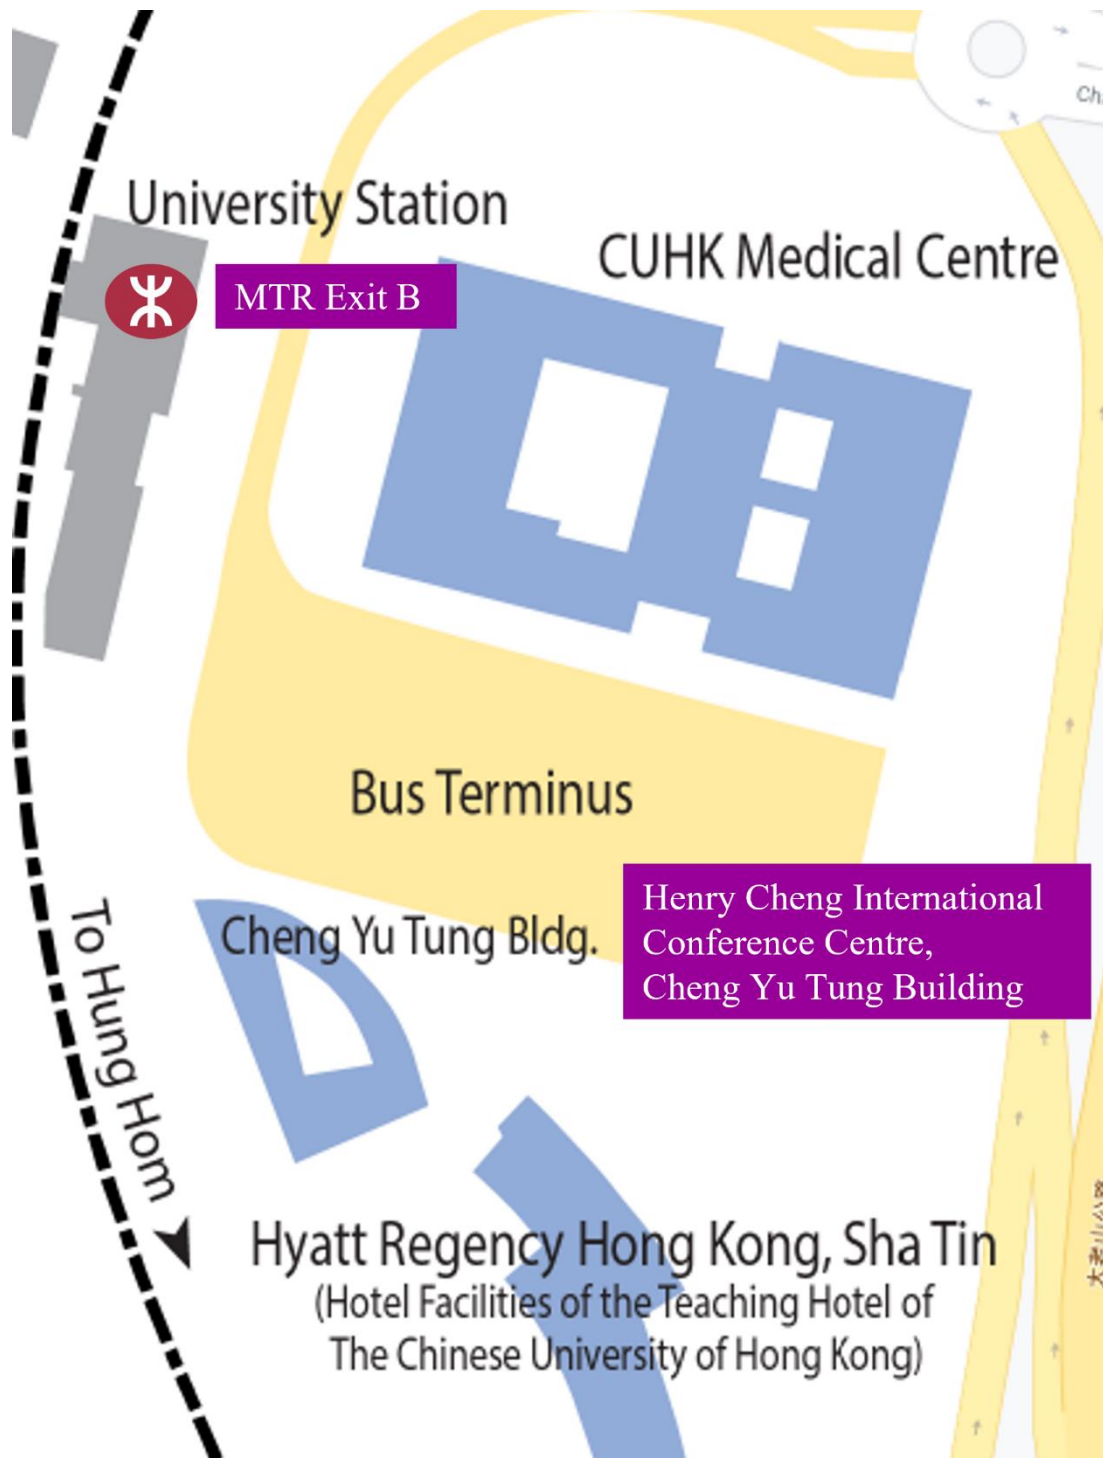 Ch
University Station
CUHK Medical Centre
MTR Exit B
Bus Terminus
Henry Cheng International
Conference Centre,
Cheng Yu Tung Building
Cheng Yu Tung Bldg.
To Hung Hom
Hyatt Regency Hong Kong, Sha Tin
(Hotel Facilities of the Teaching Hotel of
The Chinese University of Hong Kong)